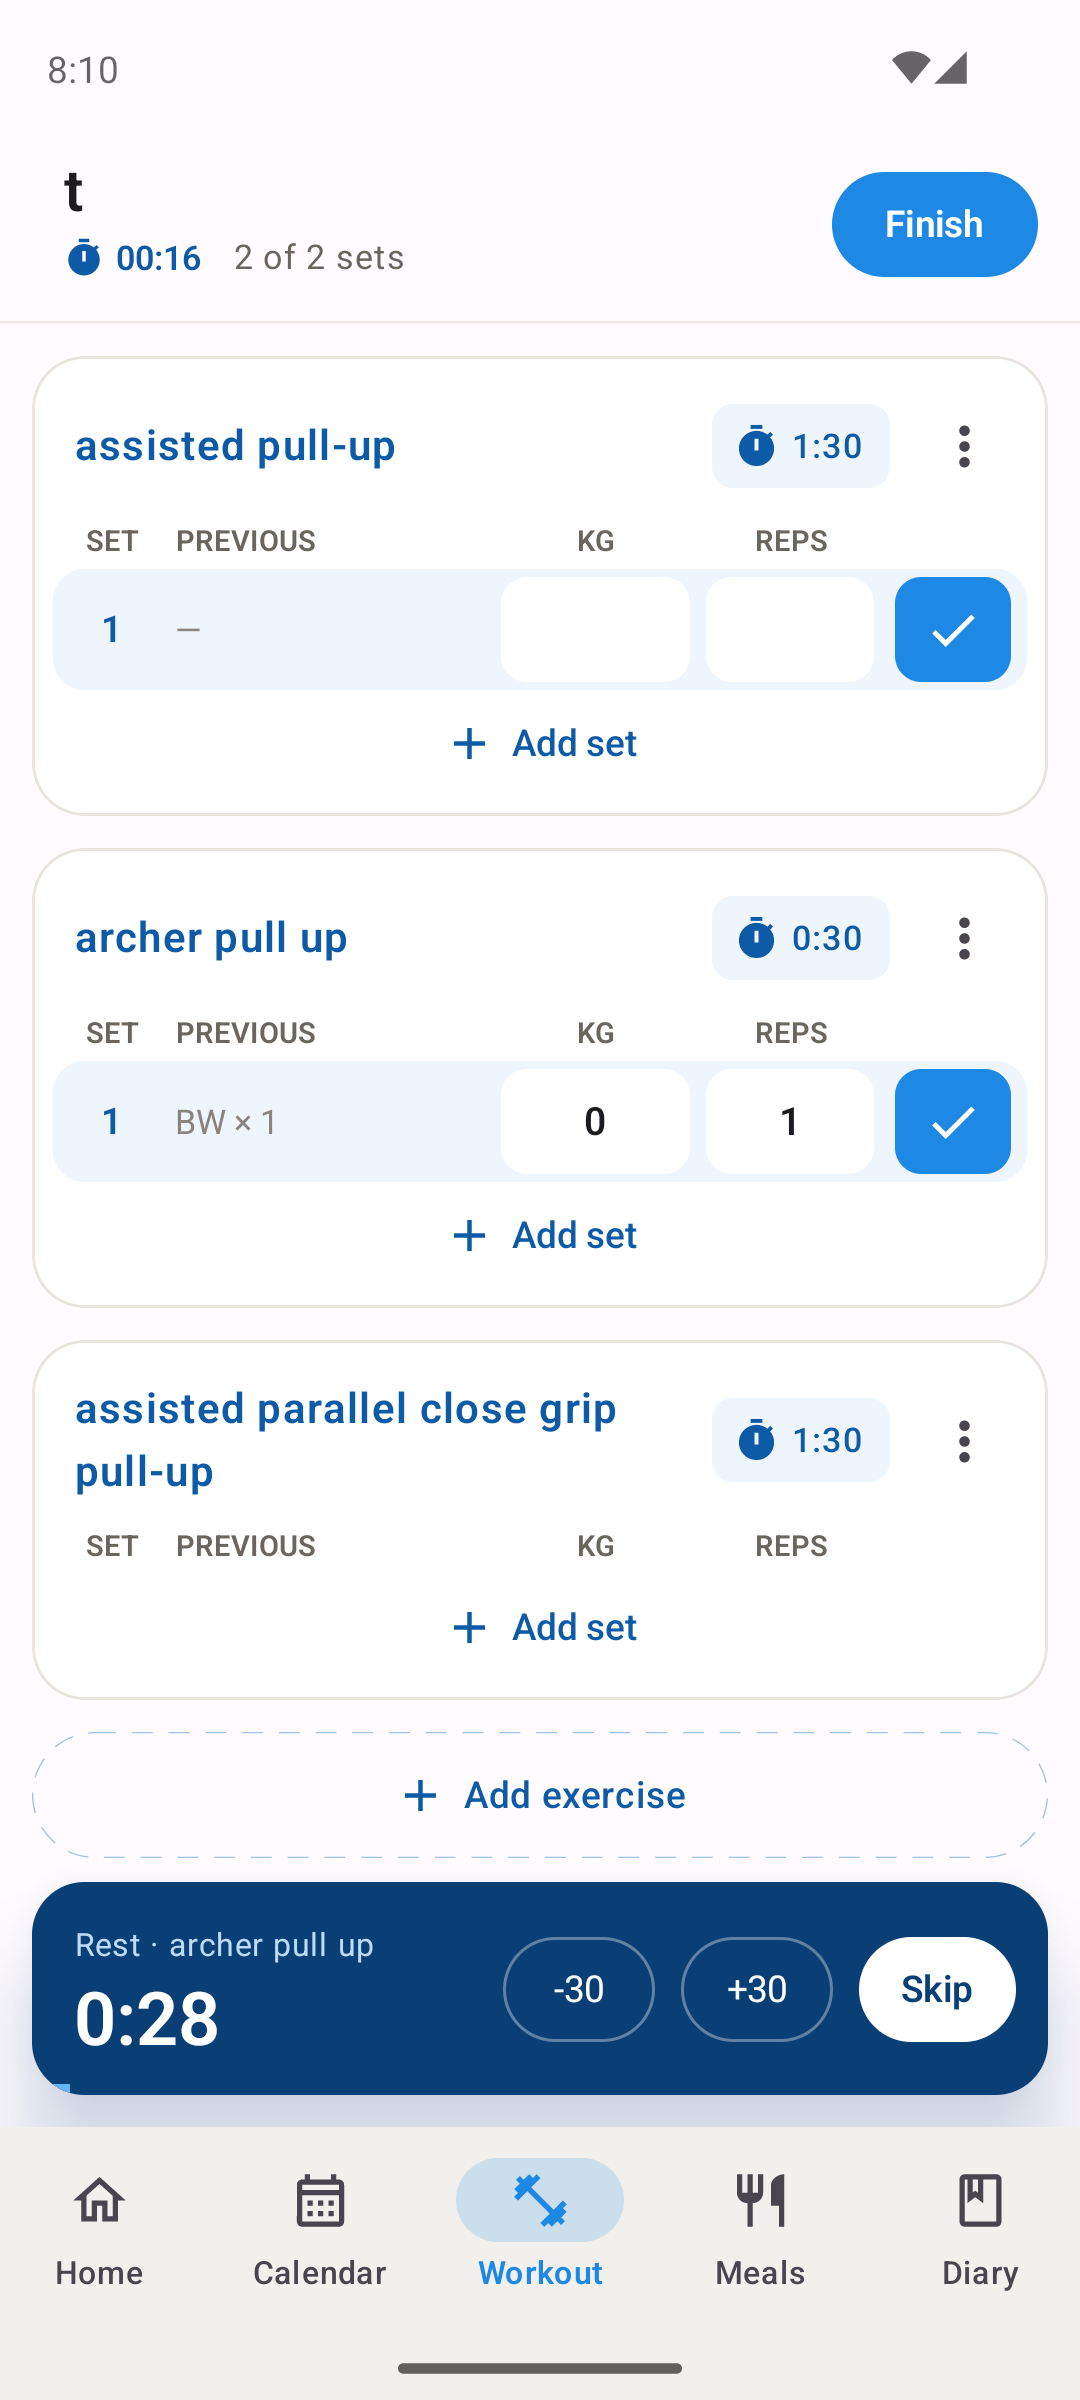 8:10
t
00:16 2 of 2 sets
Finish
assisted pull-up
1:30
SET PREVIOUS KG REPS
1 –
Add set
archer pull up
0:30
SET PREVIOUS KG REPS
1 BW × 1 0 1
Add set
assisted parallel close grip
pull-up
1:30
SET PREVIOUS KG REPS
Add set
Add exercise
Rest · archer pull up
0:28
-30 +30 Skip
Home Calendar Workout Meals Diary